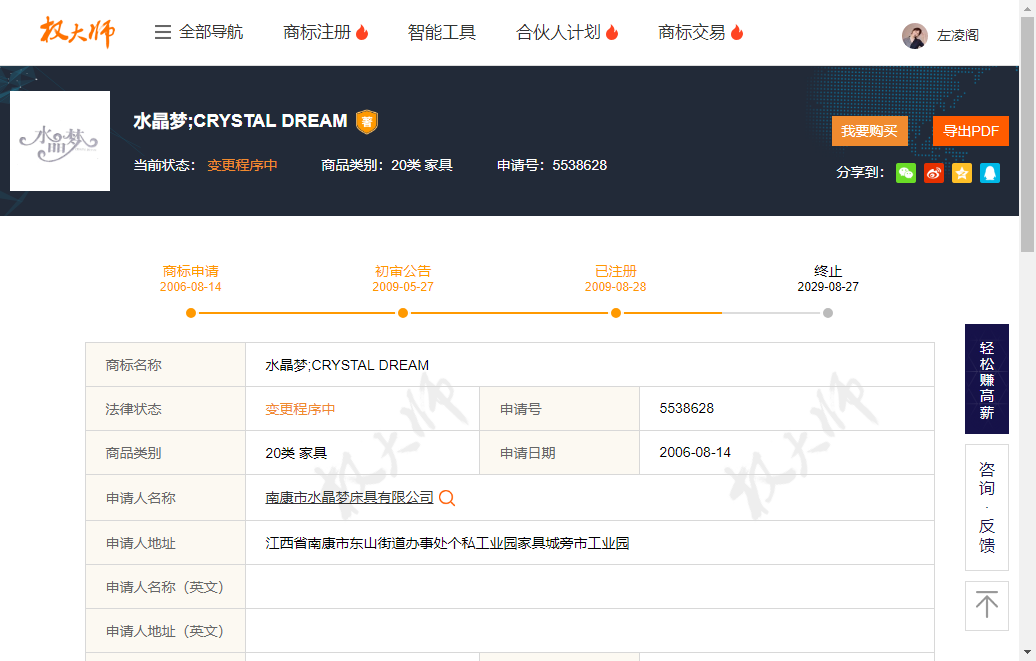 权大师 全部导航 商标注册 智能工具 合伙人计划 商标交易 左凌阁
水晶梦
水晶梦;CRYSTAL DREAM 著
我要购买 导出PDF
当前状态: 变更程序中 商品类别: 20类 家具 申请号: 5538628
分享到:
商标申请 初审公告 已注册 终止
2006-08-14 2009-05-27 2009-08-28 2029-08-27
商标名称 水晶梦;CRYSTAL DREAM
法律状态 变更程序中 申请号 5538628
商品类别 20类 家具 申请日期 2006-08-14
申请人名称 南康市水晶梦床具有限公司
申请人地址 江西省南康市东山街道办事处个私工业园家具城旁市工业园
申请人名称（英文）
申请人地址（英文）
权大师 权大师
轻松赚高薪
咨询·反馈